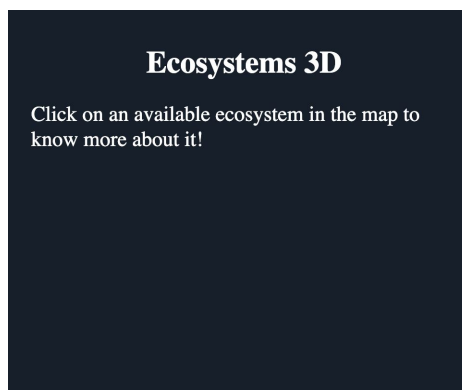 Ecosystems 3D
Click on an available ecosystem in the map to
know more about it!